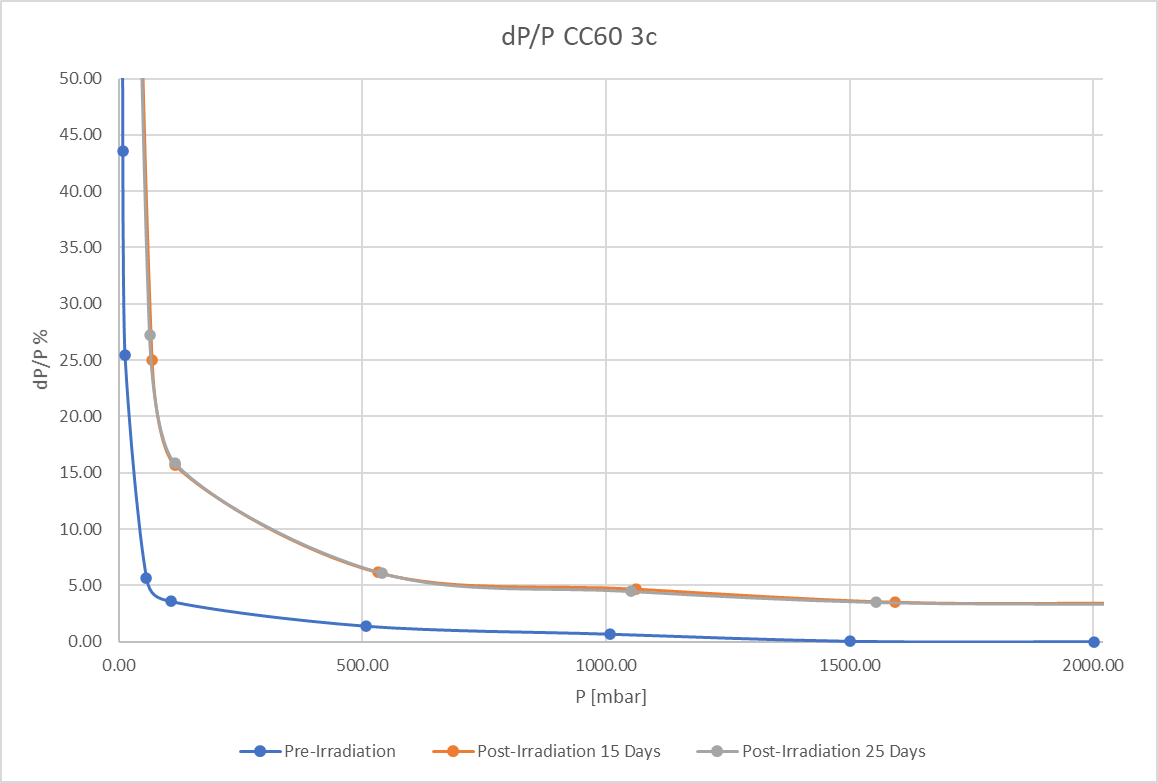 dP/P CC60 3c
50.00
45.00
40.00
35.00
30.00
25.00
20.00
15.00
10.00
5.00
0.00
dP/P %
0.00 500.00 1000.00 1500.00 2000.00
P [mbar]
Pre-Irradiation Post-Irradiation 15 Days Post-Irradiation 25 Days